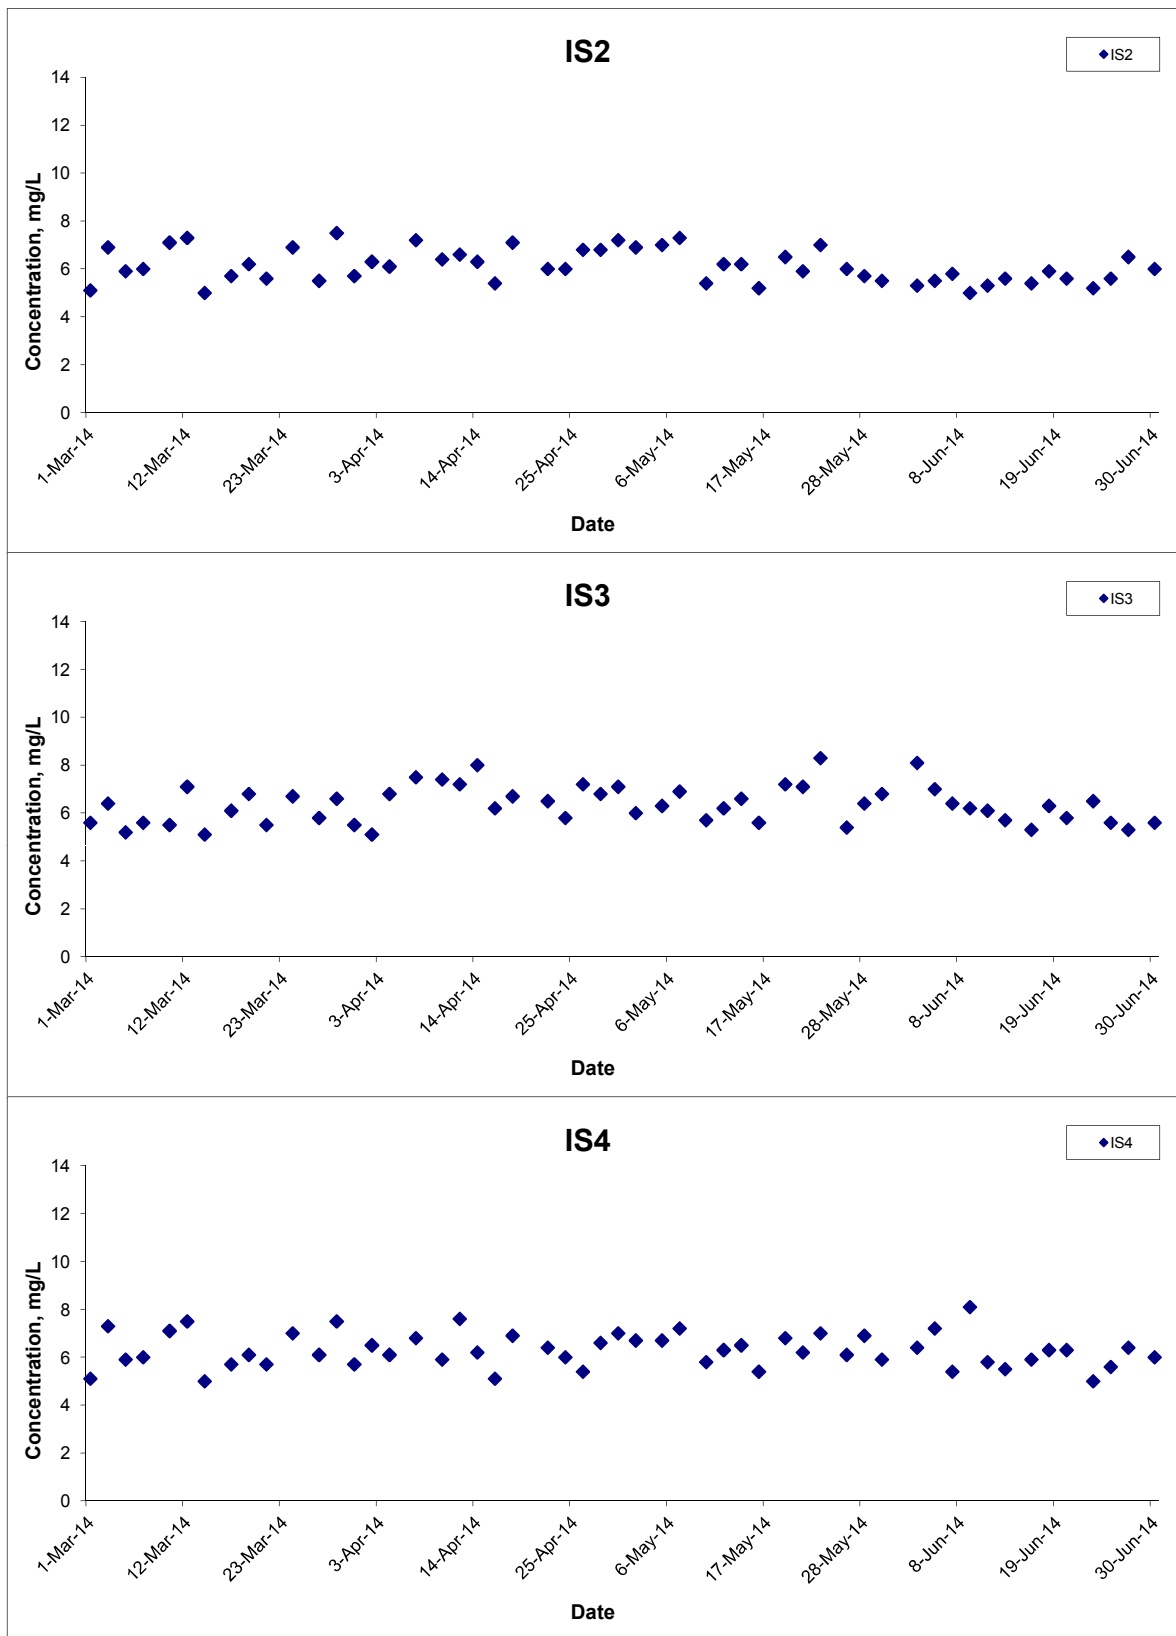 IS2
IS2
14
12
10
8
6
4
2
0
Concentration, mg/L
1-Mar-14
12-Mar-14
23-Mar-14
3-Apr-14
14-Apr-14
25-Apr-14
6-May-14
17-May-14
28-May-14
8-Jun-14
19-Jun-14
30-Jun-14
Date
IS3
IS3
14
12
10
8
6
4
2
0
Concentration, mg/L
1-Mar-14
12-Mar-14
23-Mar-14
3-Apr-14
14-Apr-14
25-Apr-14
6-May-14
17-May-14
28-May-14
8-Jun-14
19-Jun-14
30-Jun-14
Date
IS4
IS4
14
12
10
8
6
4
2
0
Concentration, mg/L
1-Mar-14
12-Mar-14
23-Mar-14
3-Apr-14
14-Apr-14
25-Apr-14
6-May-14
17-May-14
28-May-14
8-Jun-14
19-Jun-14
30-Jun-14
Date